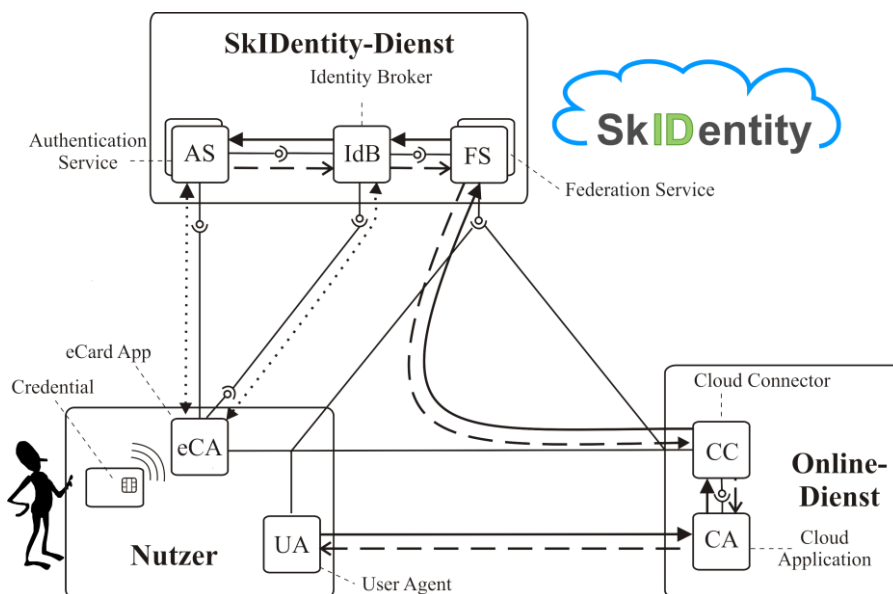 SkIDentity-Dienst
Identity Broker
SkIDentity
Authentication
Service
AS
IdB
FS
Federation Service
eCard App
Credential
eCA
Nutzer
UA
User Agent
Cloud Connector
CC
Online-
Dienst
CA
Cloud
Application